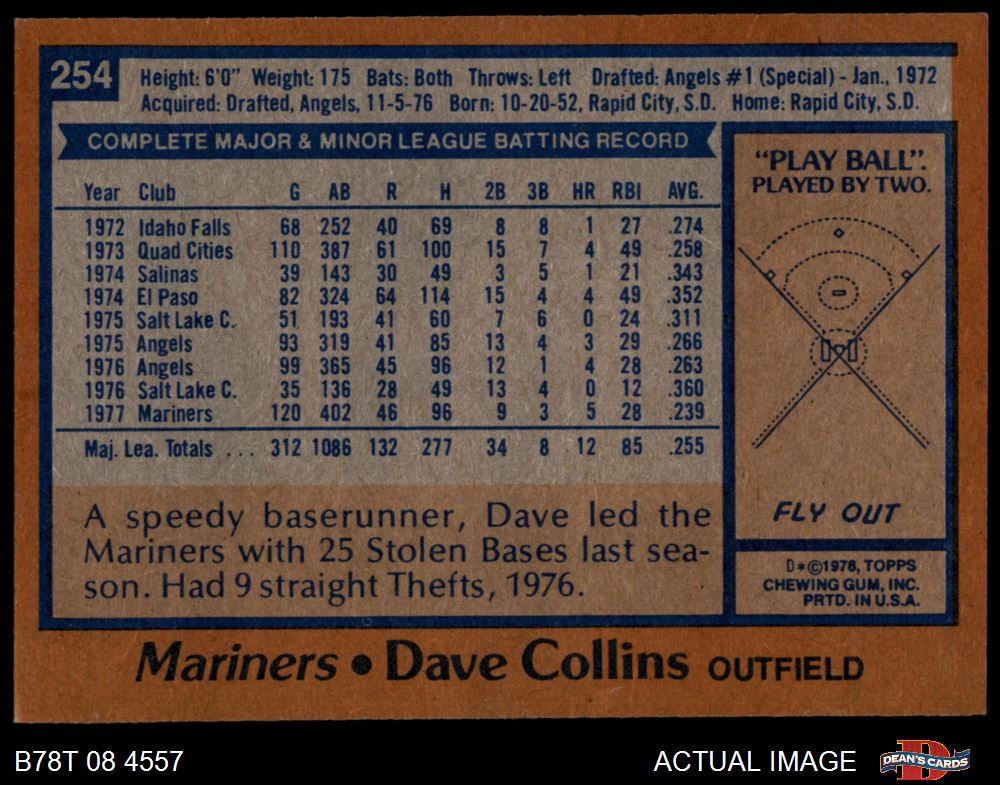 254
Height: 6'0" Weight: 175 Bats: Both Throws: Left Drafted: Angels #1 (Special) - Jan., 1972
Acquired: Drafted, Angels, 11-5-76 Born: 10-20-52, Rapid City, S.D. Home: Rapid City, S.D.
COMPLETE MAJOR & MINOR LEAGUE BATTING RECORD
Year Club G AB R H 2B 3B HR RBI AVG.
1972 Idaho Falls 68 252 40 69 8 8 1 27 .274
1973 Quad Cities 110 387 61 100 15 7 4 49 .258
1974 Salinas 39 143 30 49 3 5 1 21 .343
1974 El Paso 82 324 64 114 15 4 4 49 .352
1975 Salt Lake C. 51 193 41 60 7 6 0 24 .311
1975 Angels 93 319 41 85 13 4 3 29 .266
1976 Angels 99 365 45 96 12 1 4 28 .263
1976 Salt Lake C. 35 136 28 49 13 4 0 12 .360
1977 Mariners 120 402 46 96 9 3 5 28 .239
Maj. Lea. Totals ... 312 1086 132 277 34 8 12 85 .255
A speedy baserunner, Dave led the
Mariners with 25 Stolen Bases last sea-
son. Had 9 straight Thefts, 1976.
"PLAY BALL".
PLAYED BY TWO.
FLY OUT
D*©1978, TOPPS
CHEWING GUM, INC.
PRTD. IN U.S.A.
Mariners • Dave Collins OUTFIELD
B78T 08 4557
ACTUAL IMAGE
D
DEAN'S CARDS